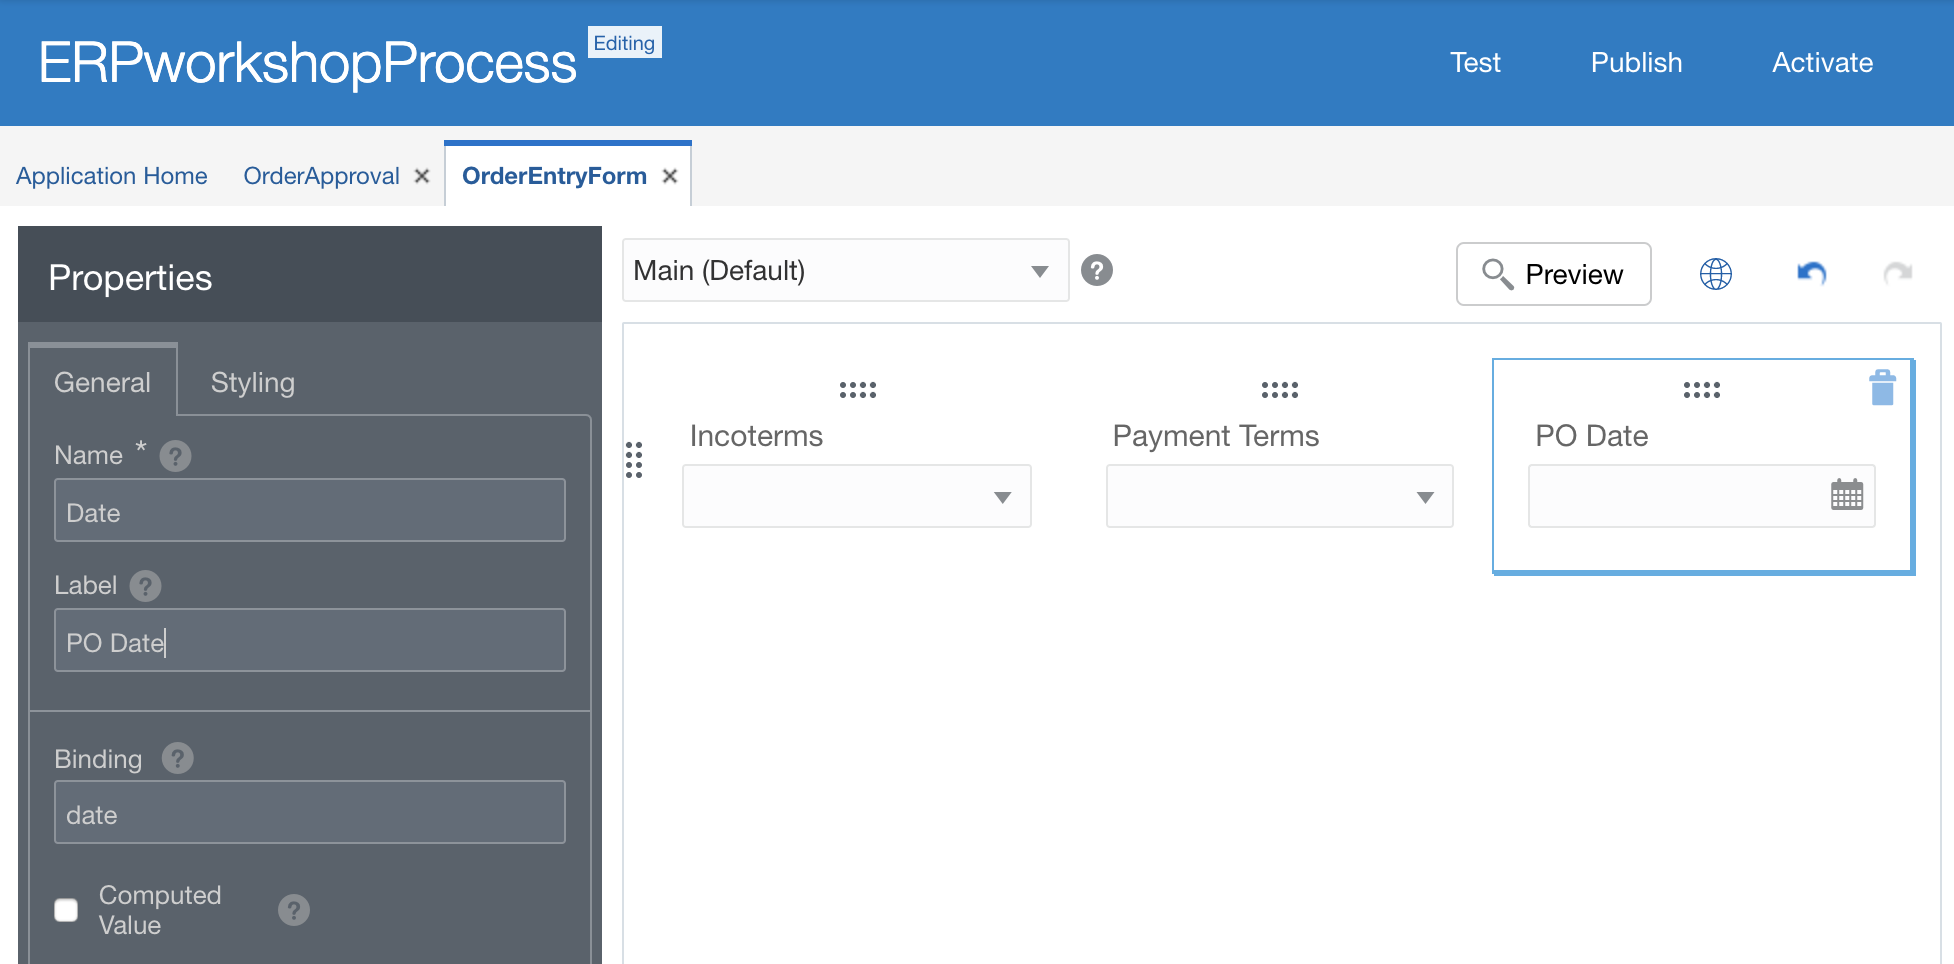 ERPworkshopProcess Editing
Test Publish Activate
Application Home OrderApproval OrderEntryForm
Properties
General Styling
Name * ?
Date
Label ?
PO Date
Binding ?
date
Computed
Value ?
Main (Default) ? Preview
Incoterms Payment Terms PO Date